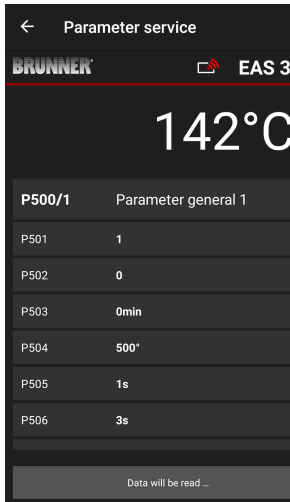 Parameter service
BRUNNER
EAS 3
142°C
P500/1 Parameter general 1
P501 1
P502 0
P503 0min
P504 500°
P505 1s
P506 3s
Data will be read ...